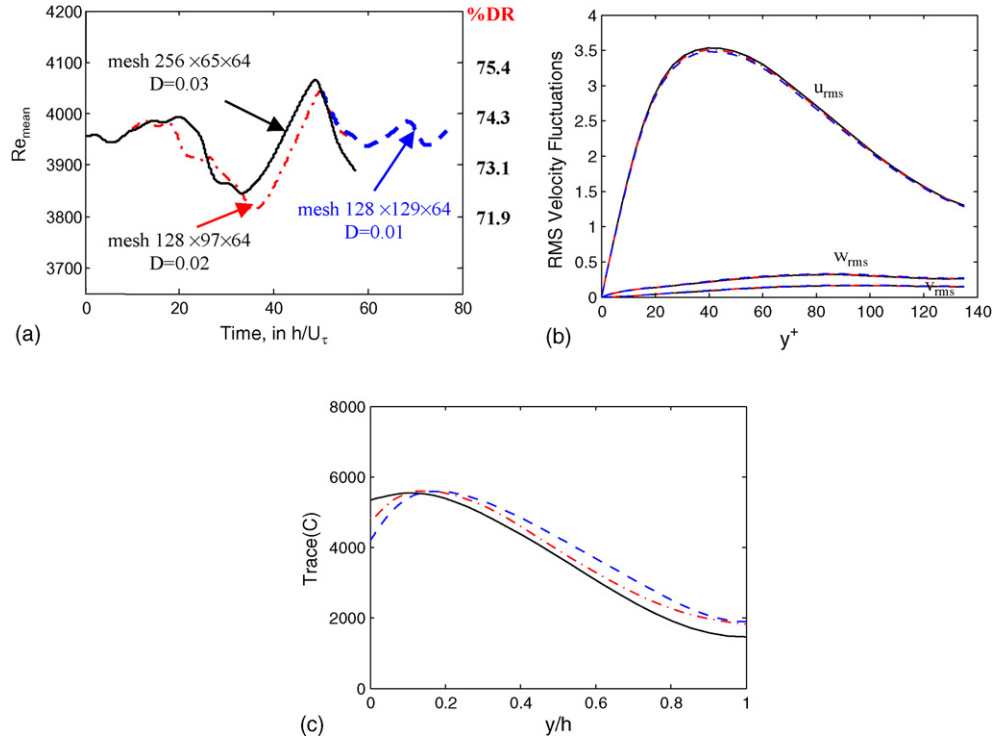 %DR
4200
4100
4000
3900
3800
3700
Re_mean
mesh 256 ×65×64
D=0.03
mesh 128 ×97×64
D=0.02
mesh 128 ×129×64
D=0.01
75.4
74.3
73.1
71.9
0 20 40 60 80
Time, in h/U_τ
(a)
4
3.5
3
2.5
2
1.5
1
0.5
0
RMS Velocity Fluctuations
u_rms
w_rms
v_rms
0 20 40 60 80 100 120 140
y^+
(b)
8000
6000
4000
2000
0
Trace(C)
0 0.2 0.4 0.6 0.8 1
y/h
(c)